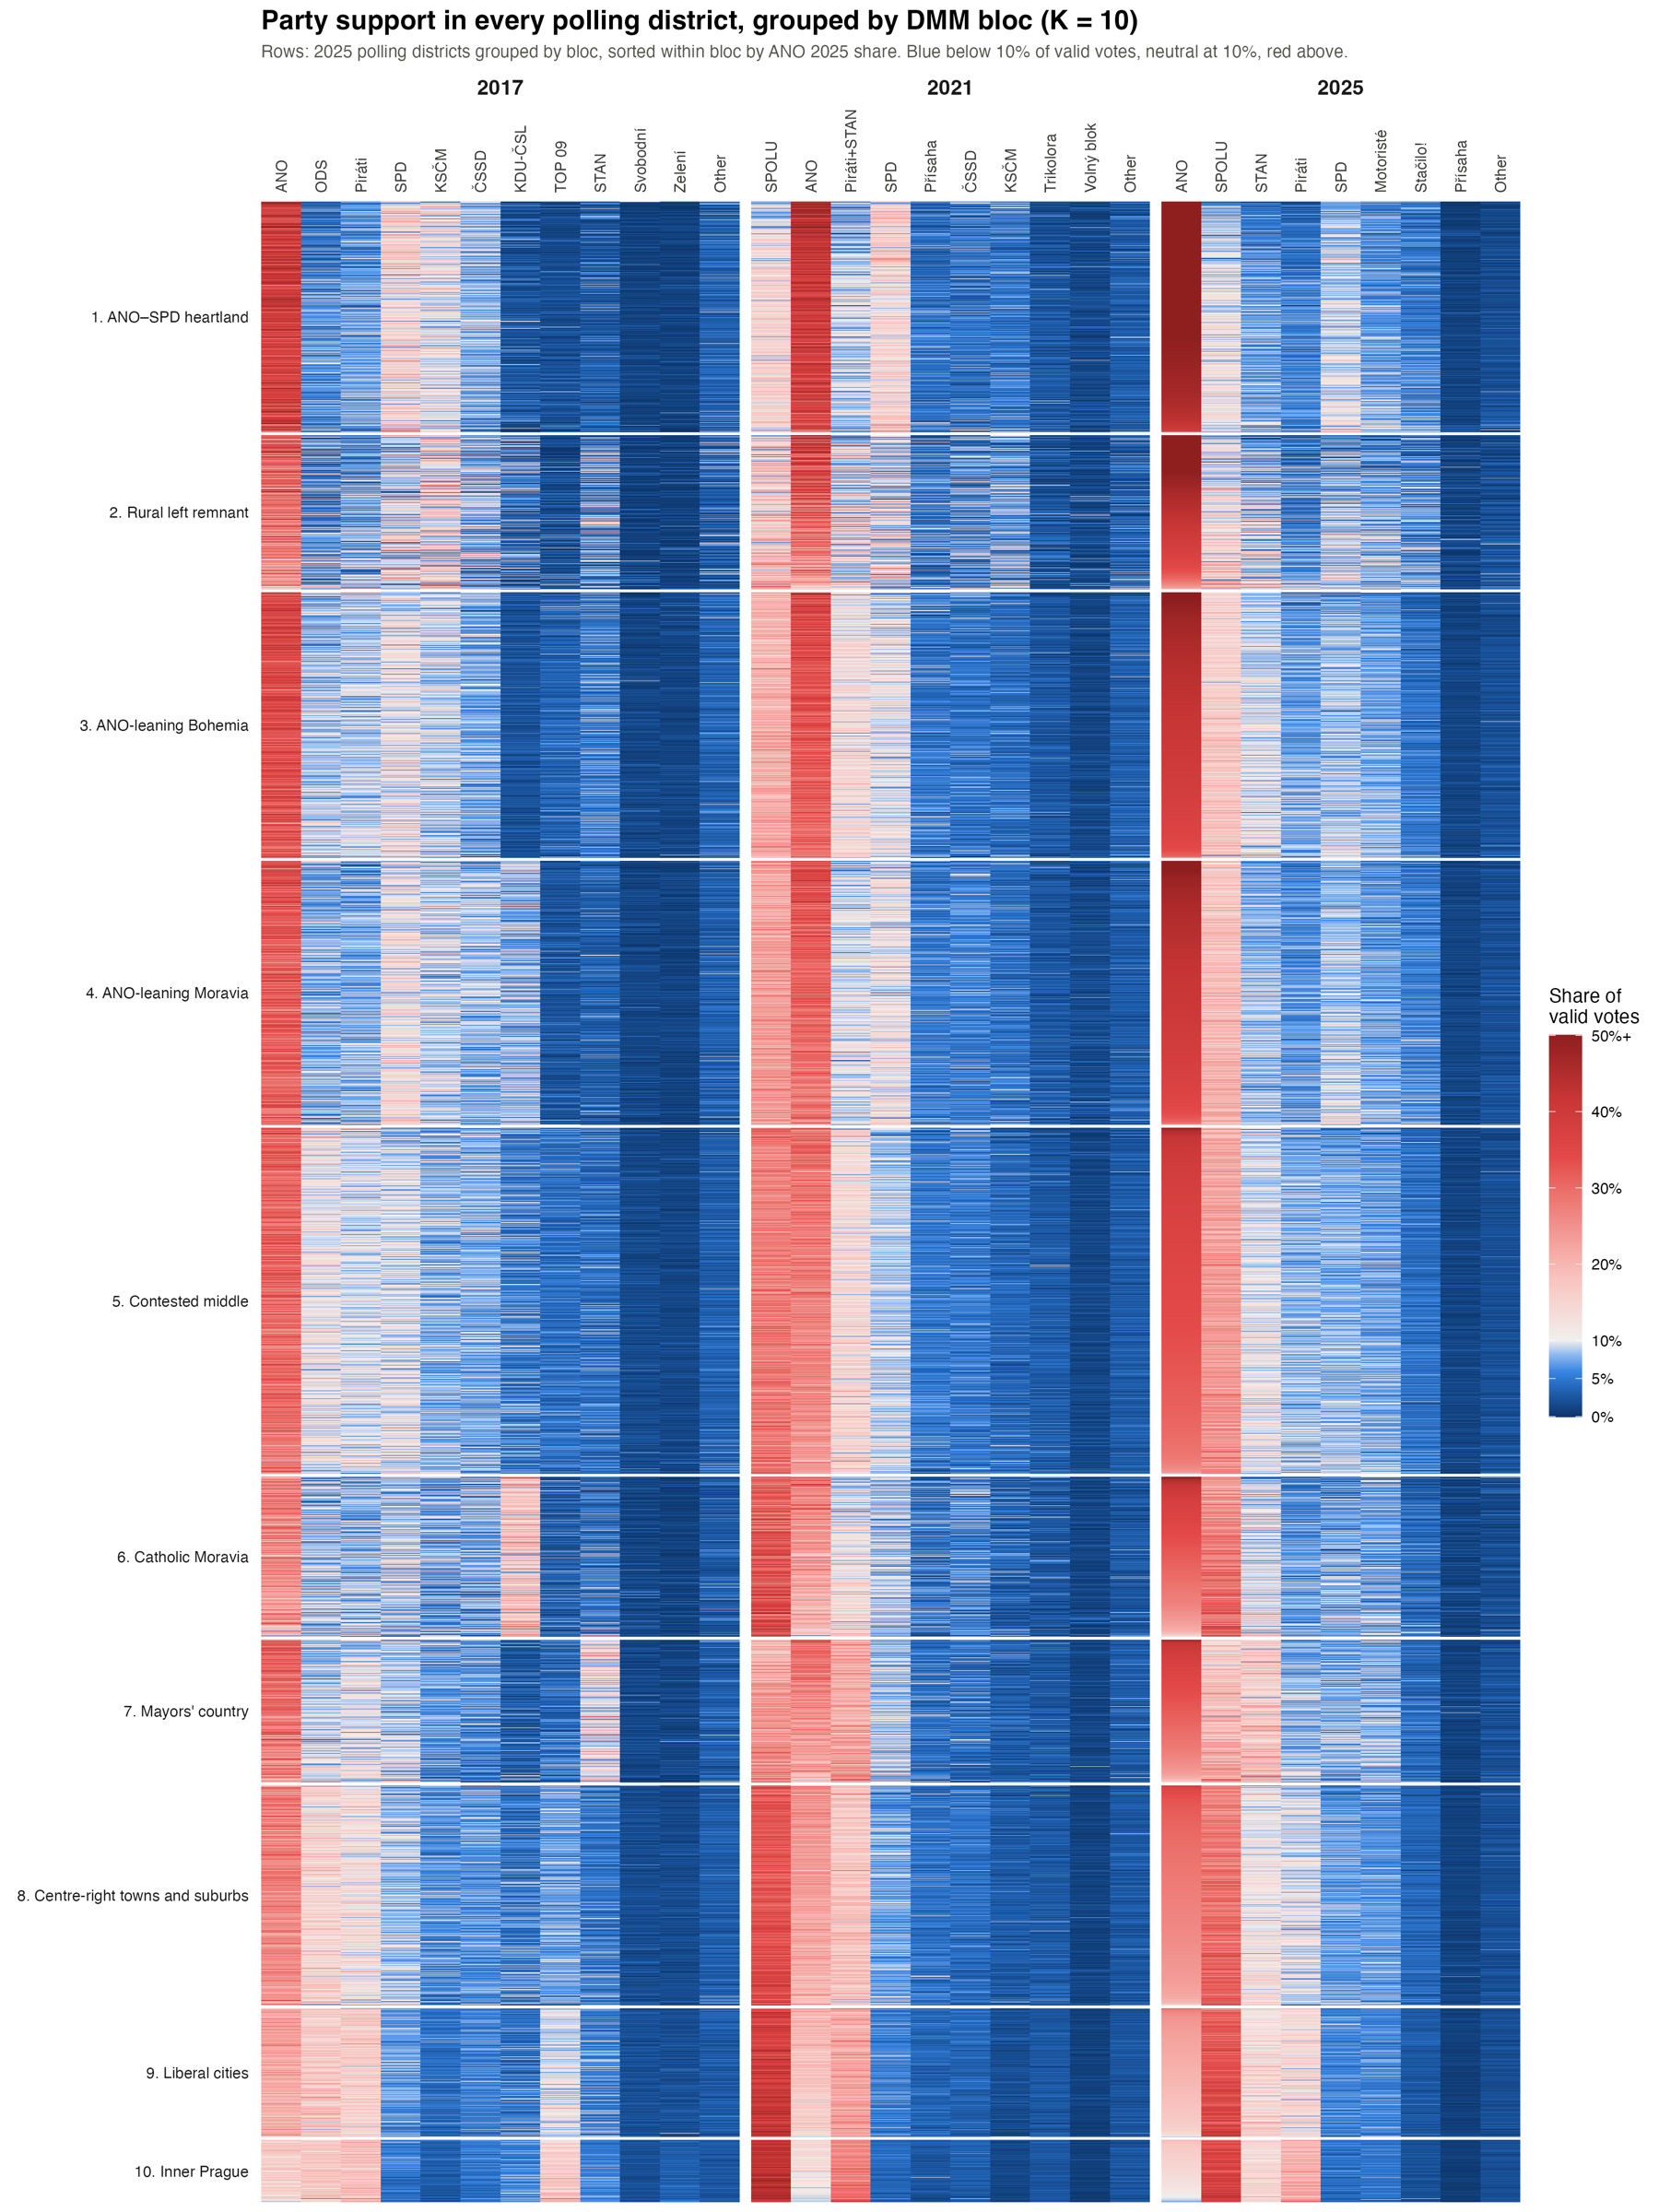 Party support in every polling district, grouped by DMM bloc (K = 10)
Rows: 2025 polling districts grouped by bloc, sorted within bloc by ANO 2025 share. Blue below 10% of valid votes, neutral at 10%, red above.
2017
2021
2025
ANO
ODS
Piráti
SPD
KSČM
ČSSD
KDU-ČSL
TOP 09
STAN
Svobodní
Zelení
Other
SPOLU
ANO
Piráti+STAN
SPD
Přísaha
ČSSD
KSČM
Trikolora
Volný blok
Other
ANO
SPOLU
STAN
Piráti
SPD
Motoristé
Stačilo!
Přísaha
Other
1. ANO–SPD heartland
2. Rural left remnant
3. ANO-leaning Bohemia
4. ANO-leaning Moravia
5. Contested middle
6. Catholic Moravia
7. Mayors' country
8. Centre-right towns and suburbs
9. Liberal cities
10. Inner Prague
Share of
valid votes
50%+
40%
30%
20%
10%
5%
0%